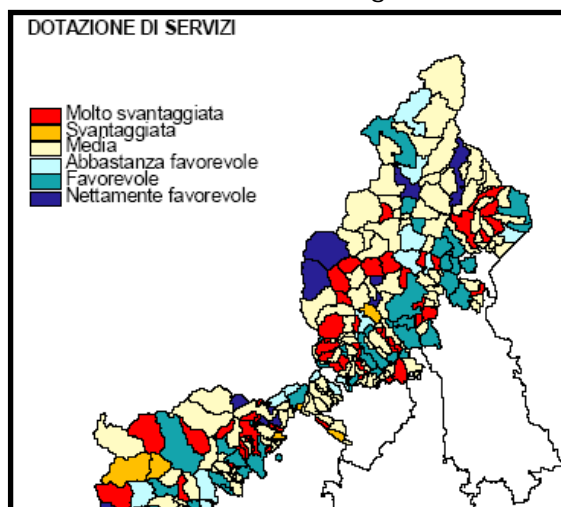 DOTAZIONE DI SERVIZI
Molto svantaggiata
Svantaggiata
Media
Abbastanza favorevole
Favorevole
Nettamente favorevole